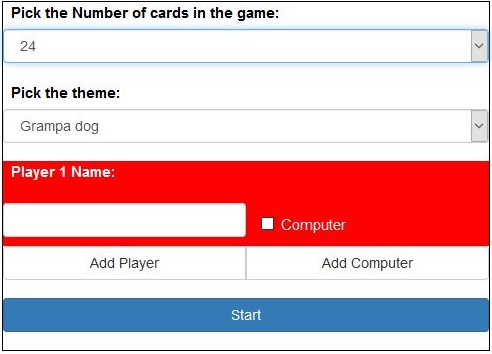 Pick the Number of cards in the game:
24
Pick the theme:
Grampa dog
Player 1 Name:
Computer
Add Player Add Computer
Start